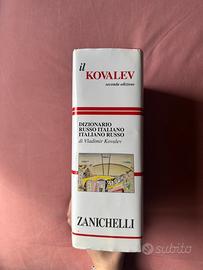 il
KOVALEV
seconda edizione
DIZIONARIO
RUSSO ITALIANO
ITALIANO RUSSO
di Vladimir Kovalev
ZANICHELLI
subito